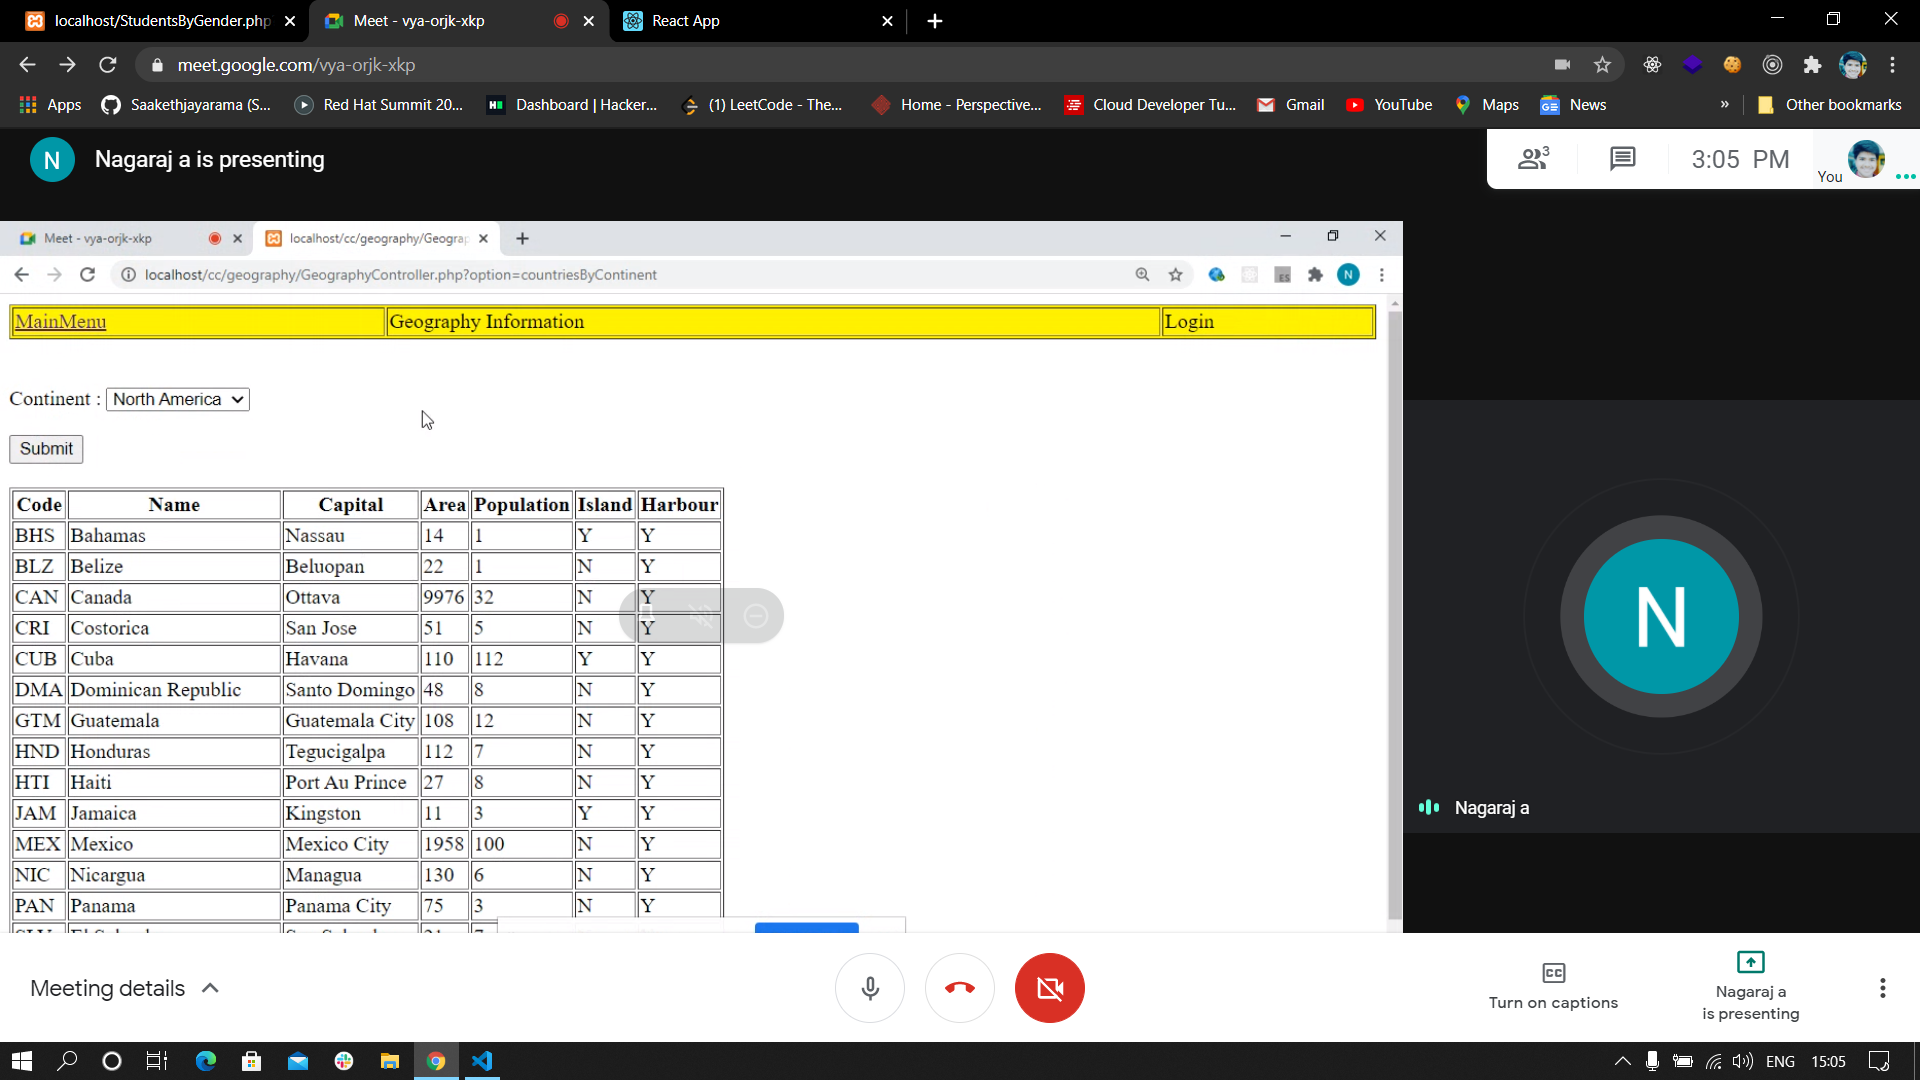 localhost/StudentsByGender.php
Meet - vya-orjk-xkp
React App
meet.google.com/vya-orjk-xkp
Apps
Saakethjayarama (S...
Red Hat Summit 20...
Dashboard | Hacker...
(1) LeetCode - The...
Home - Perspective...
Cloud Developer Tu...
Gmail
YouTube
Maps
News
»
Other bookmarks
N
Nagaraj a is presenting
3
3:05 PM
You
Meet - vya-orjk-xkp
localhost/cc/geography/Geogra
localhost/cc/geography/GeographyController.php?option=countriesByContinent
ES
N
MainMenu Geography Information Login
Continent : North America
Submit
Code Name Capital Area Population Island Harbour
BHS Bahamas Nassau 14 1 Y Y
BLZ Belize Beluopan 22 1 N Y
CAN Canada Ottava 9976 32 N Y
CRI Costorica San Jose 51 5 N Y
CUB Cuba Havana 110 112 Y Y
DMA Dominican Republic Santo Domingo 48 8 N Y
GTM Guatemala Guatemala City 108 12 N Y
HND Honduras Tegucigalpa 112 7 N Y
HTI Haiti Port Au Prince 27 8 N Y
JAM Jamaica Kingston 11 3 Y Y
MEX Mexico Mexico City 1958 100 N Y
NIC Nicargua Managua 130 6 N Y
PAN Panama Panama City 75 3 N Y
N
Nagaraj a
Meeting details
CC
Turn on captions
Nagaraj a
is presenting
ENG
15:05